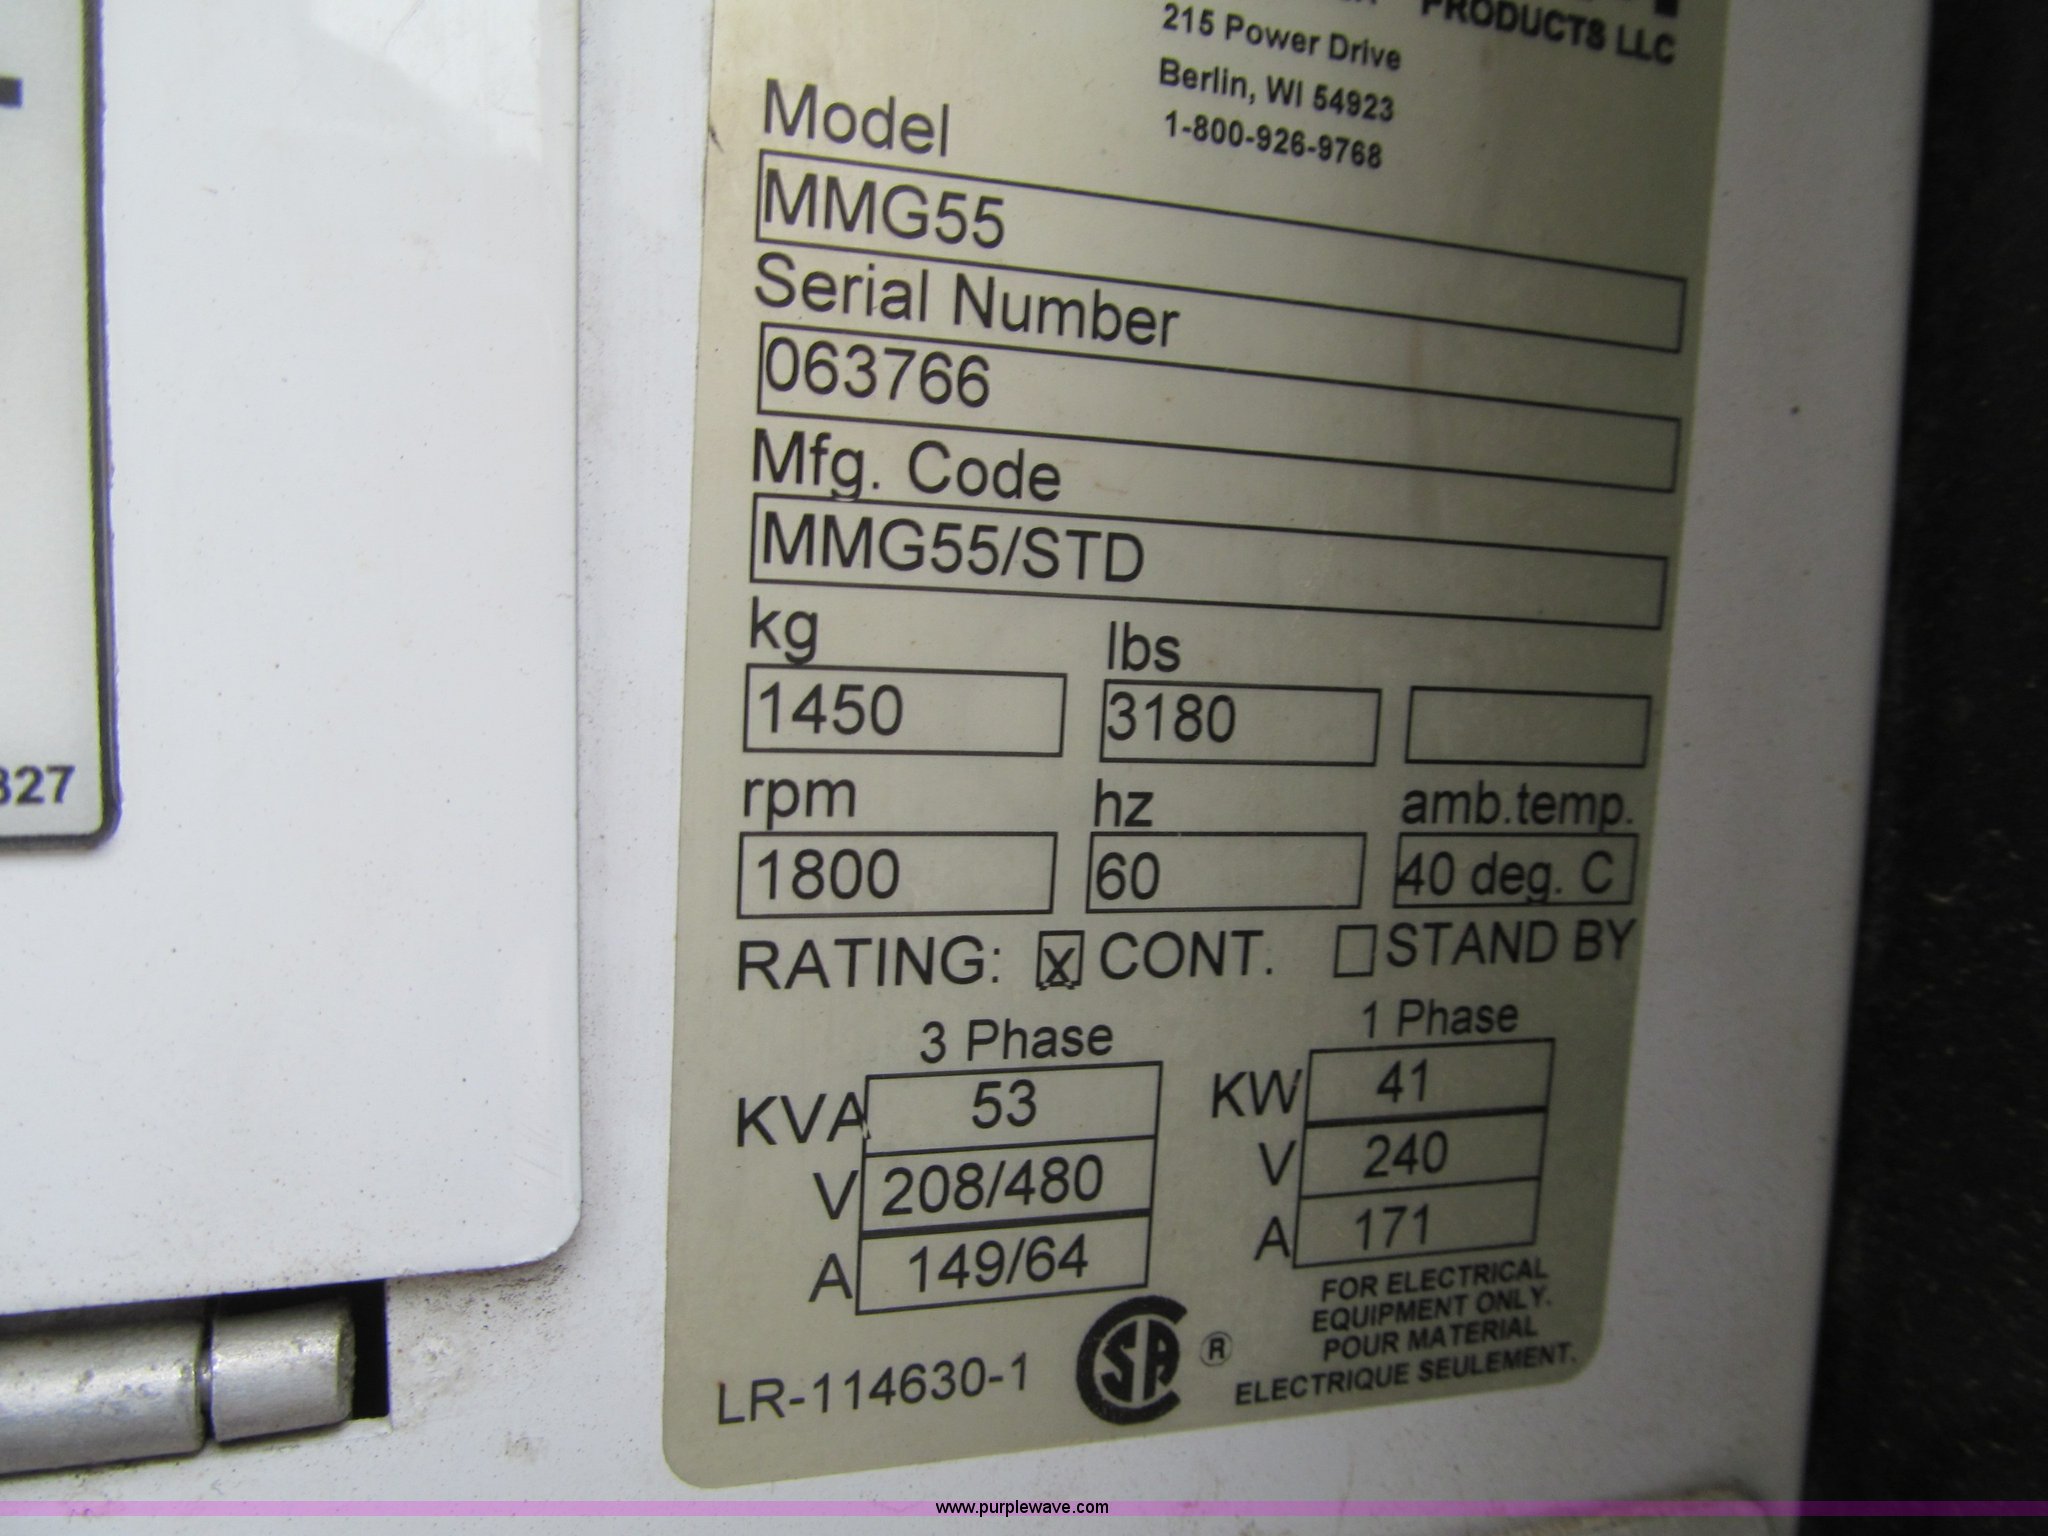 PRODUCTS LLC
215 Power Drive
Berlin, WI 54923
1-800-926-9768
Model
MMG55
Serial Number
063766
Mfg. Code
MMG55/STD
kg lbs
1450 3180
rpm hz amb.temp.
1800 60 40 deg. C
RATING: x CONT. STAND BY
3 Phase 1 Phase
KVA 53 KW 41
V 208/480 V 240
A 149/64 A 171
FOR ELECTRICAL
EQUIPMENT ONLY.
POUR MATERIAL
ELECTRIQUE SEULEMENT.
LR-114630-1 CSA ®
327
www.purplewave.com